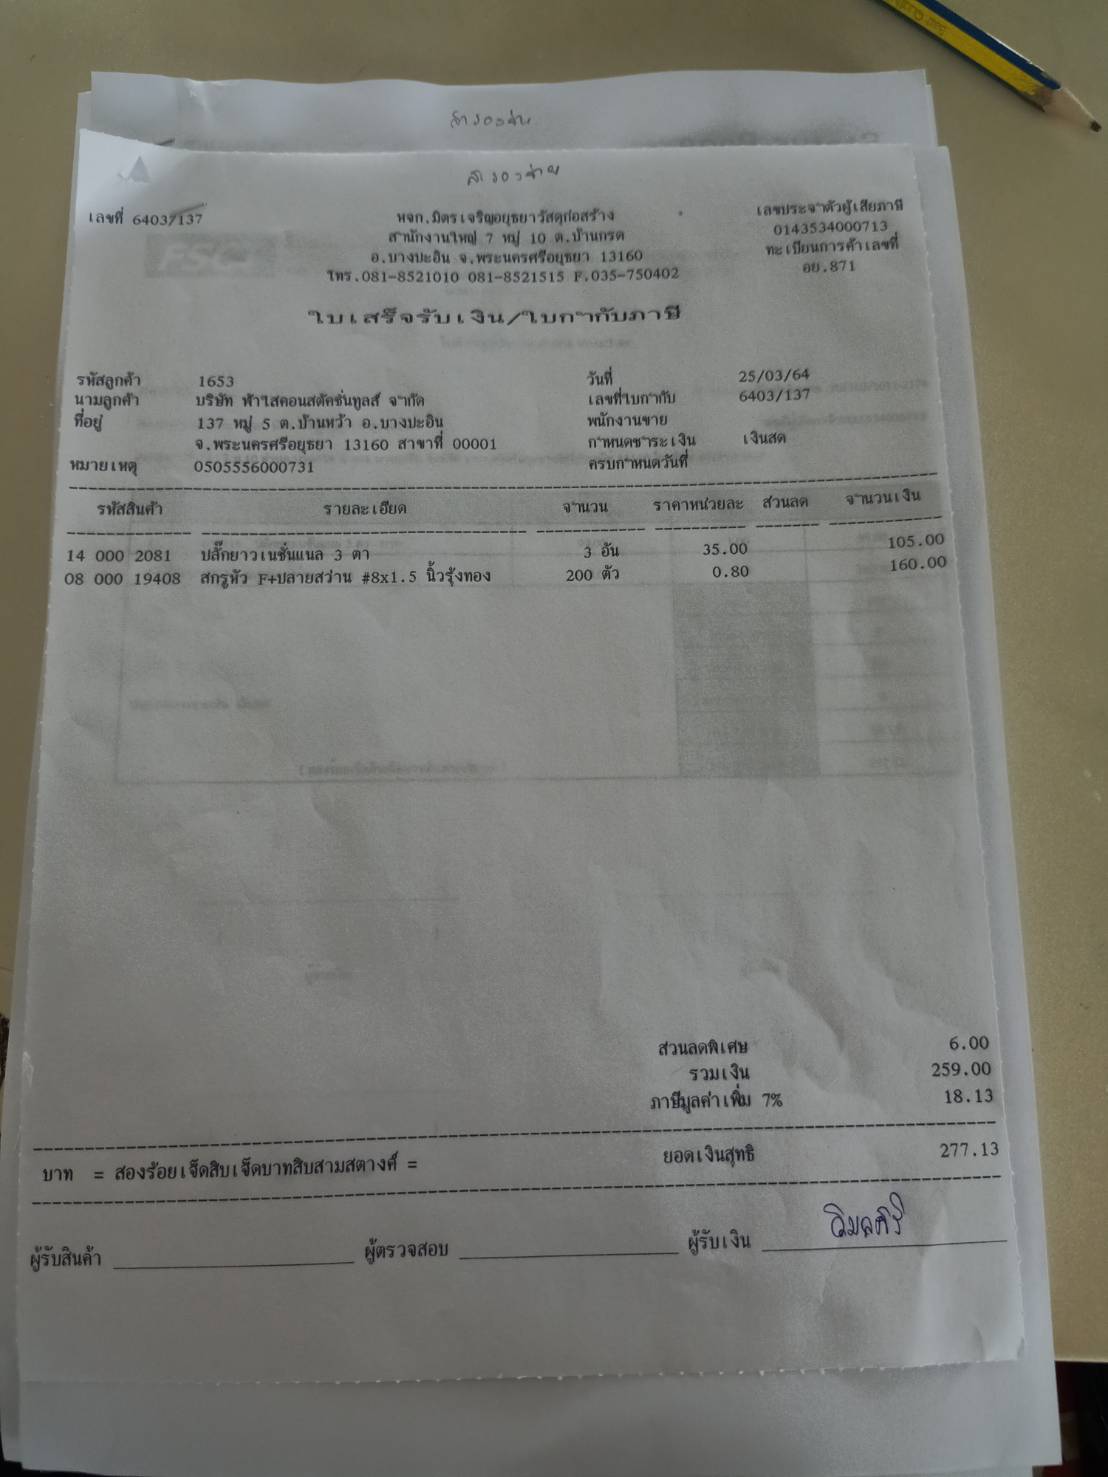 สำรองจ่าย
สำรองจ่าย
เลขที่ 6403/137
หจก.มิตรเจริญอยุธยาวัสดุก่อสร้าง
สำนักงานใหญ่ 7 หมู่ 10 ต.บ้านกรด
อ.บางปะอิน จ.พระนครศรีอยุธยา 13160
โทร.081-8521010 081-8521515 F.035-750402
เลขประจำตัวผู้เสียภาษี
0143534000713
ทะเบียนการค้าเลขที่
อย.871
ใบเสร็จรับเงิน/ใบกำกับภาษี
รหัสลูกค้า 1653 วันที่ 25/03/64
นามลูกค้า บริษัท ฟ้าใสคอนสตัคชั่นทูลส์ จำกัด เลขที่ใบกำกับ 6403/137
ที่อยู่ 137 หมู่ 5 ต.บ้านหว้า อ.บางปะอิน พนักงานขาย
จ.พระนครศรีอยุธยา 13160 สาขาที่ 00001 กำหนดชำระเงิน เงินสด
หมายเหตุ 0505556000731 ครบกำหนดวันที่
รหัสสินค้า รายละเอียด จำนวน ราคาหน่วยละ ส่วนลด จำนวนเงิน
14 000 2081 ปลั๊กยาวเนชั่นแนล 3 ตา 3 อัน 35.00 105.00
08 000 19408 สกรูหัว F+ปลายสว่าน #8x1.5 นิ้วรุ้งทอง 200 ตัว 0.80 160.00
ส่วนลดพิเศษ 6.00
รวมเงิน 259.00
ภาษีมูลค่าเพิ่ม 7% 18.13
บาท = สองร้อยเจ็ดสิบเจ็ดบาทสิบสามสตางค์ = ยอดเงินสุทธิ 277.13
ผู้รับสินค้า ผู้ตรวจสอบ ผู้รับเงิน